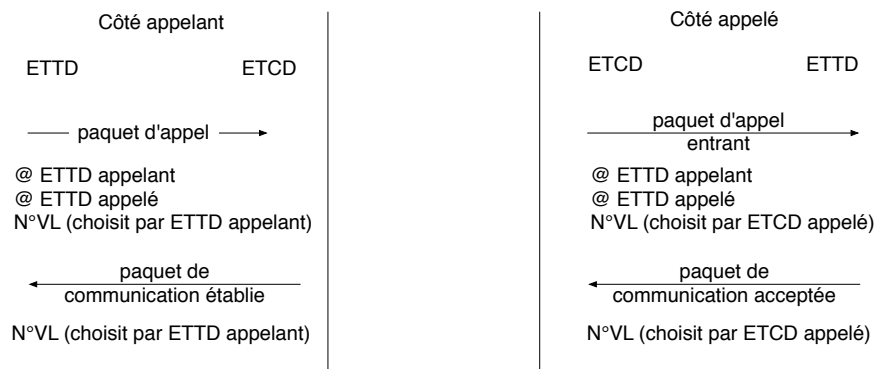 Côté appelant
ETTD ETCD
paquet d'appel
@ ETTD appelant
@ ETTD appelé
N°VL (choisit par ETTD appelant)
paquet de
communication établie
N°VL (choisit par ETTD appelant)
Côté appelé
ETCD ETTD
paquet d'appel
entrant
@ ETTD appelant
@ ETTD appelé
N°VL (choisit par ETCD appelé)
paquet de
communication acceptée
N°VL (choisit par ETCD appelé)